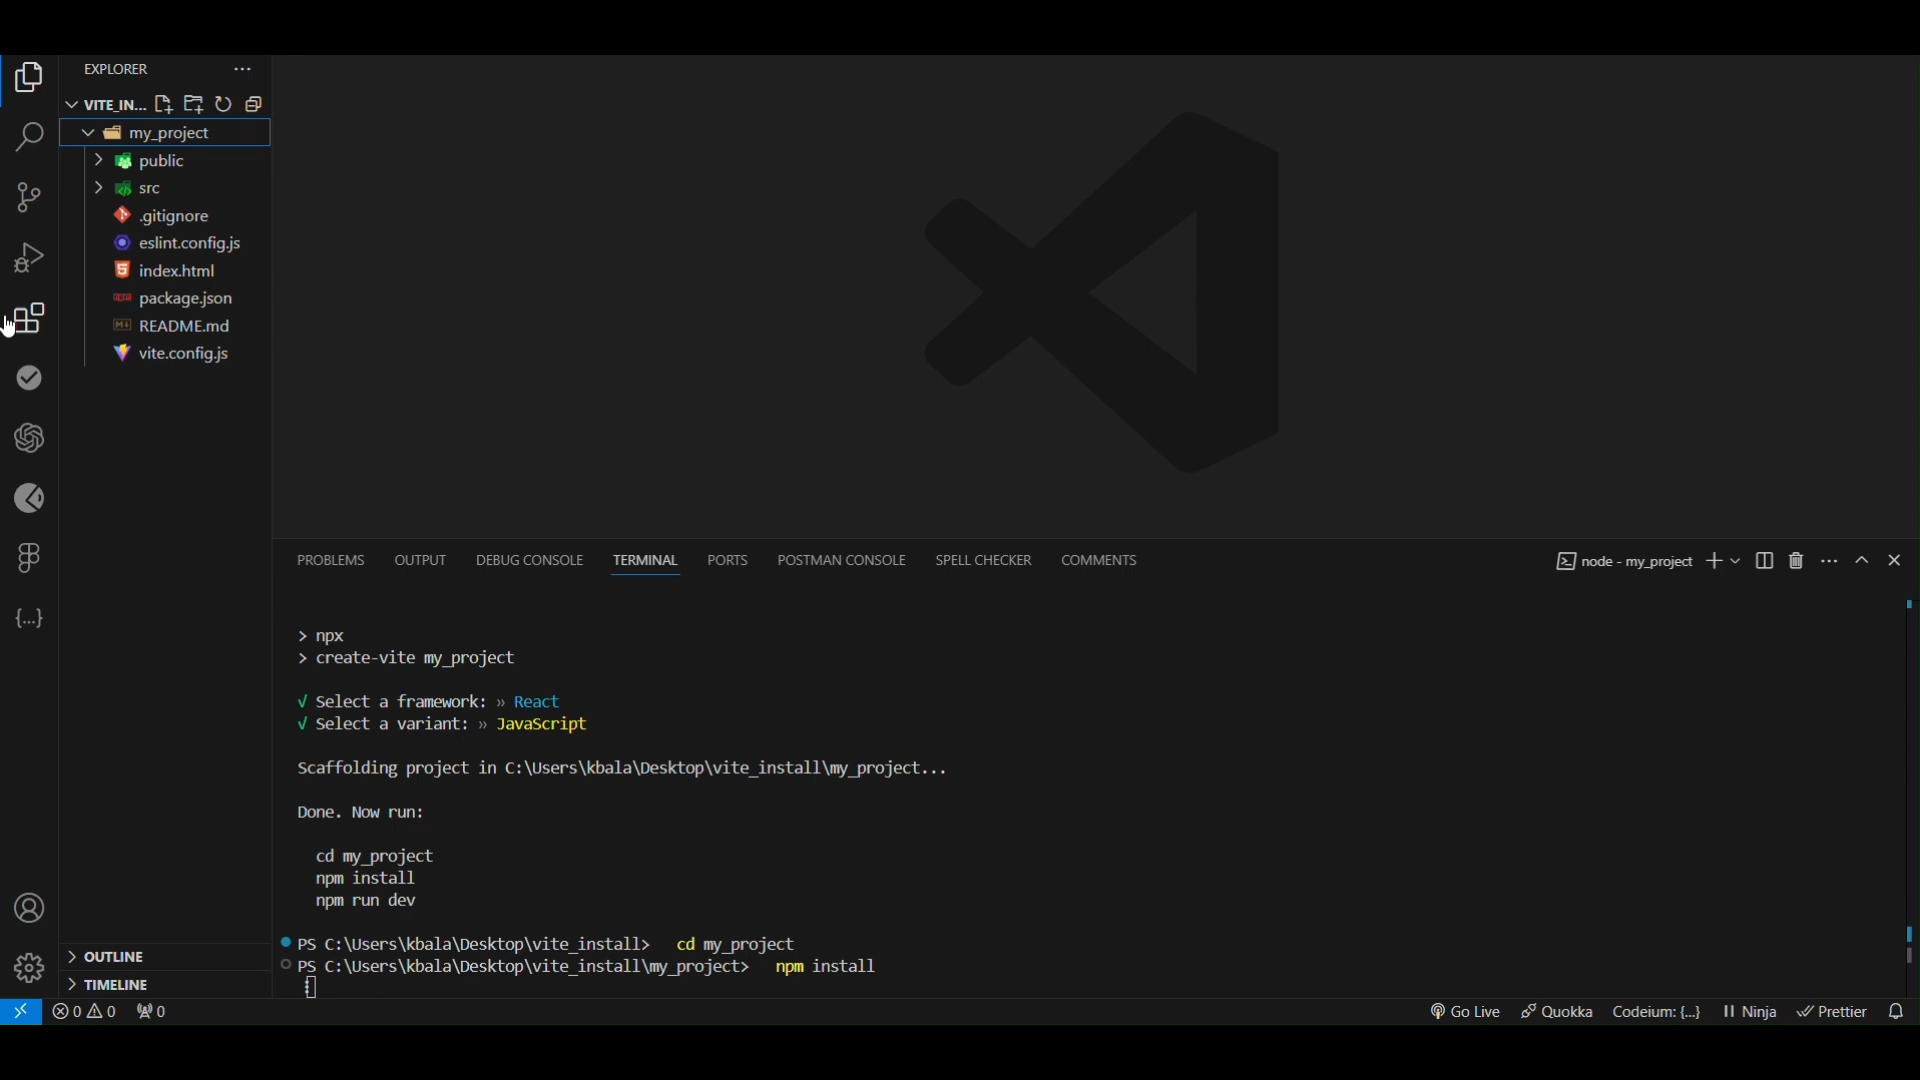 EXPLORER
VITE_IN...
my_project
public
src
.gitignore
eslint.config.js
index.html
package.json
README.md
vite.config.js
OUTLINE
TIMELINE
PROBLEMS OUTPUT DEBUG CONSOLE TERMINAL PORTS POSTMAN CONSOLE SPELL CHECKER COMMENTS
node - my_project
> npx
> create-vite my_project
√ Select a framework: » React
√ Select a variant: » JavaScript
Scaffolding project in C:\Users\kbala\Desktop\vite_install\my_project...
Done. Now run:
cd my_project
npm install
npm run dev
PS C:\Users\kbala\Desktop\vite_install> cd my_project
PS C:\Users\kbala\Desktop\vite_install\my_project> npm install
0 0 0 Go Live Quokka Codeium: {...} Ninja Prettier